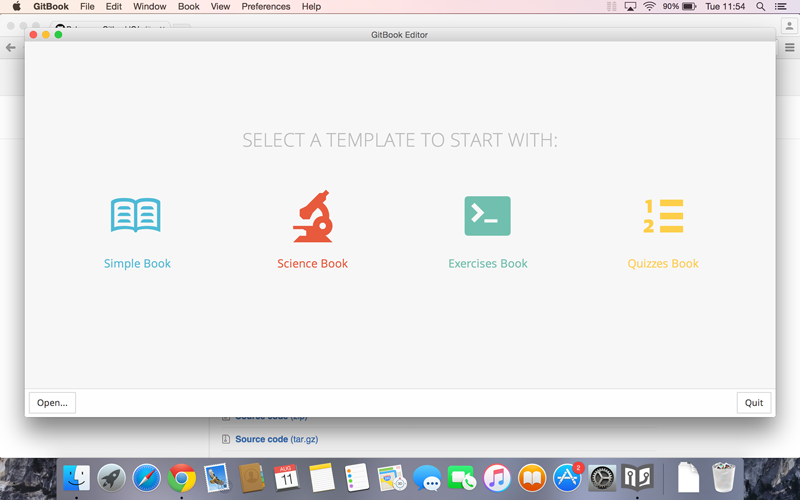 GitBook File Edit Window Book View Preferences Help 90% Tue 11:54
GitBook Editor
SELECT A TEMPLATE TO START WITH:
1
2
Simple Book Science Book Exercises Book Quizzes Book
Open... Quit
Source code (zip)
Source code (tar.gz)
AUG
11
2